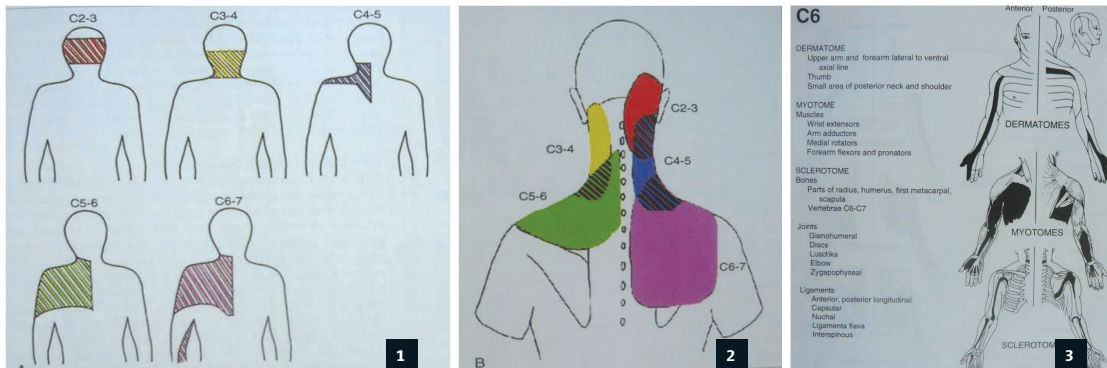 C2-3
C3-4
C4-5
C5-6
C6-7
1
C2-3
C3-4
C4-5
C5-6
C6-7
B
2
C6
Anterior
Posterior
DERMATOME
Upper arm and forearm lateral to ventral
axial line
Thumb
Small area of posterior neck and shoulder
DERMATOMES
MYOTOME
Muscles
Wrist extensors
Arm adductors
Medial rotators
Forearm flexors and pronators
SCLEROTOME
Bones
Parts of radius, humerus, first metacarpal,
scapula
Vertebrae C6-C7
MYOTOMES
Joints
Glenohumeral
Discs
Luschka
Elbow
Zygapophyseal
Ligaments
Anterior, posterior longitudinal
Capsular
Nuchal
Ligamenta flava
Interspinous
SCLEROTOM
3